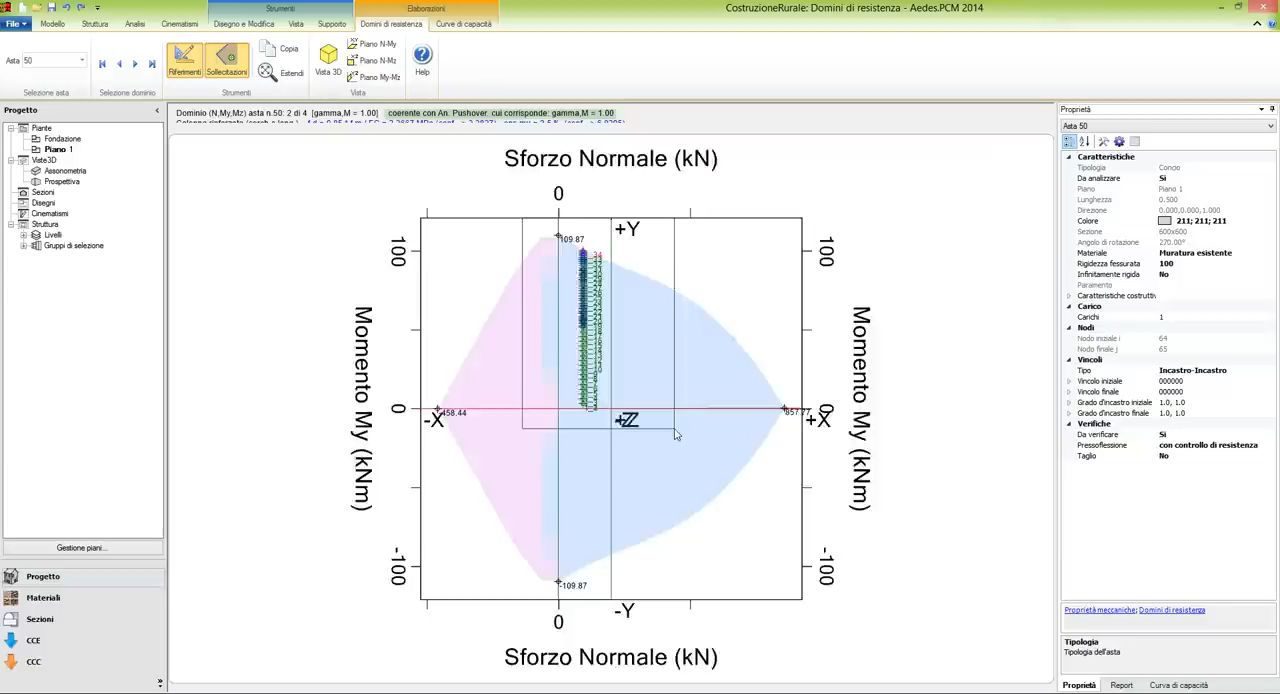 CostruzioneRurale: Domini di resistenza - Aedes.PCM 2014
Strumenti
Elaborazioni
File
Modello
Struttura
Analisi
Cinematismi
Disegno e Modifica
Vista
Supporto
Domini di resistenza
Curve di capacità
Asta 50
Riferimenti
Sollecitazioni
Copia
Estendi
Vista 3D
Piano N-My
Piano N-Mz
Piano My-Mz
Help
Selezione asta
Selezione dominio
Strumenti
Vista
Progetto
Piante
Fondazione
Piano 1
Viste3D
Assonometria
Prospettiva
Sezioni
Disegni
Cinematismi
Struttura
Livelli
Gruppi di selezione
Gestione piani...
Progetto
Materiali
Sezioni
CCE
CCC
Dominio (N,My,Mz) asta n.50: 2 di 4 [gamma,M = 1.00] coerente con An. Pushover: cui corrisponde: gamma,M = 1.00
Sforzo Normale (kN)
0
+Y
109.87
100
100
Momento My (kNm)
Momento My (kNm)
0
-X
-458.44
+Z
857.77
0
+X
-100
-100
-109.87
-Y
0
Sforzo Normale (kN)
Proprietà
Asta 50
Caratteristiche
Tipologia Concio
Da analizzare Sì
Piano Piano 1
Lunghezza 0.500
Direzione 0.000,0.000,1.000
Colore 211; 211; 211
Sezione 600x600
Angolo di rotazione 270.00°
Materiale Muratura esistente
Rigidezza fessurata 100
Infinitamente rigida No
Paramento
Caratteristiche costruttiv
Carico
Carichi 1
Nodi
Nodo iniziale i 64
Nodo finale j 65
Vincoli
Tipo Incastro-Incastro
Vincolo iniziale 000000
Vincolo finale 000000
Grado d'incastro iniziale 1.0, 1.0
Grado d'incastro finale 1.0, 1.0
Verifiche
Da verificare Sì
Pressoflessione con controllo di resistenza
Taglio No
Proprietà meccaniche; Domini di resistenza
Tipologia
Tipologia dell'asta
Proprietà
Report
Curva di capacità